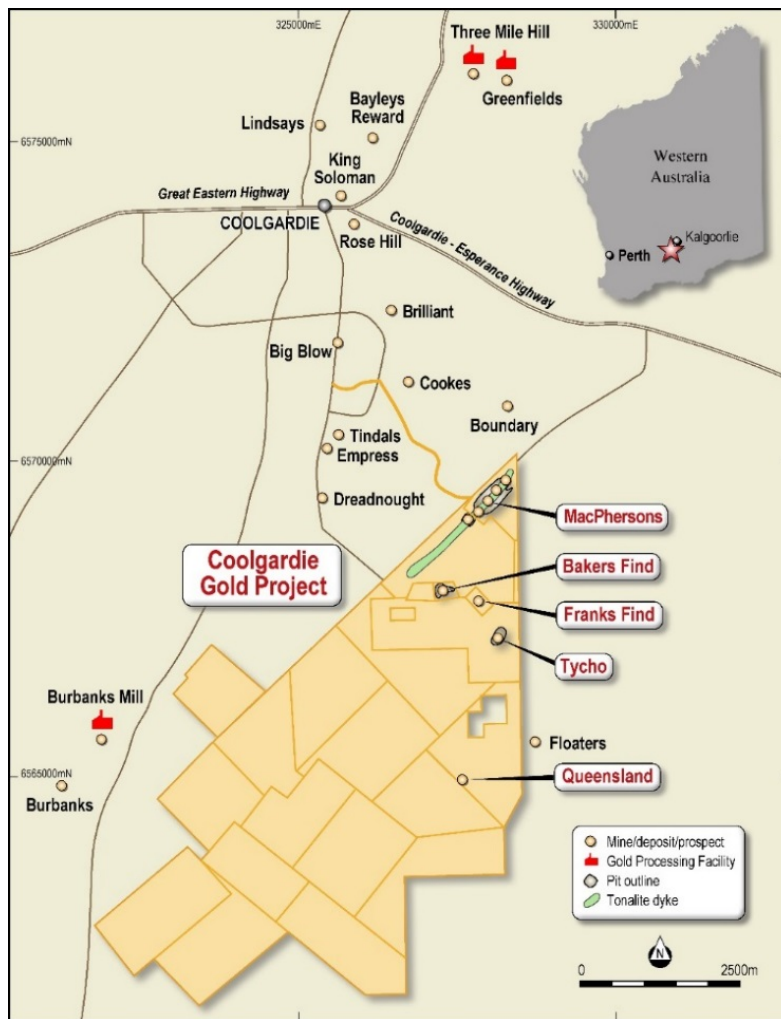 325000mE
330000mE
Three Mile Hill
Greenfields
Bayleys
Reward
Lindsays
6575000mN
King
Soloman
Great Eastern Highway
COOLGARDIE
Rose Hill
Coolgardie - Esperance Highway
Western
Australia
Kalgoorlie
Perth
Brilliant
Big Blow
Cookes
Boundary
Tindals
Empress
6570000mN
Dreadnought
MacPhersons
Coolgardie
Gold Project
Bakers Find
Franks Find
Tycho
Burbanks Mill
Floaters
6565000mN
Queensland
Burbanks
Mine/deposit/prospect
Gold Processing Facility
Pit outline
Tonalite dyke
N
0 2500m